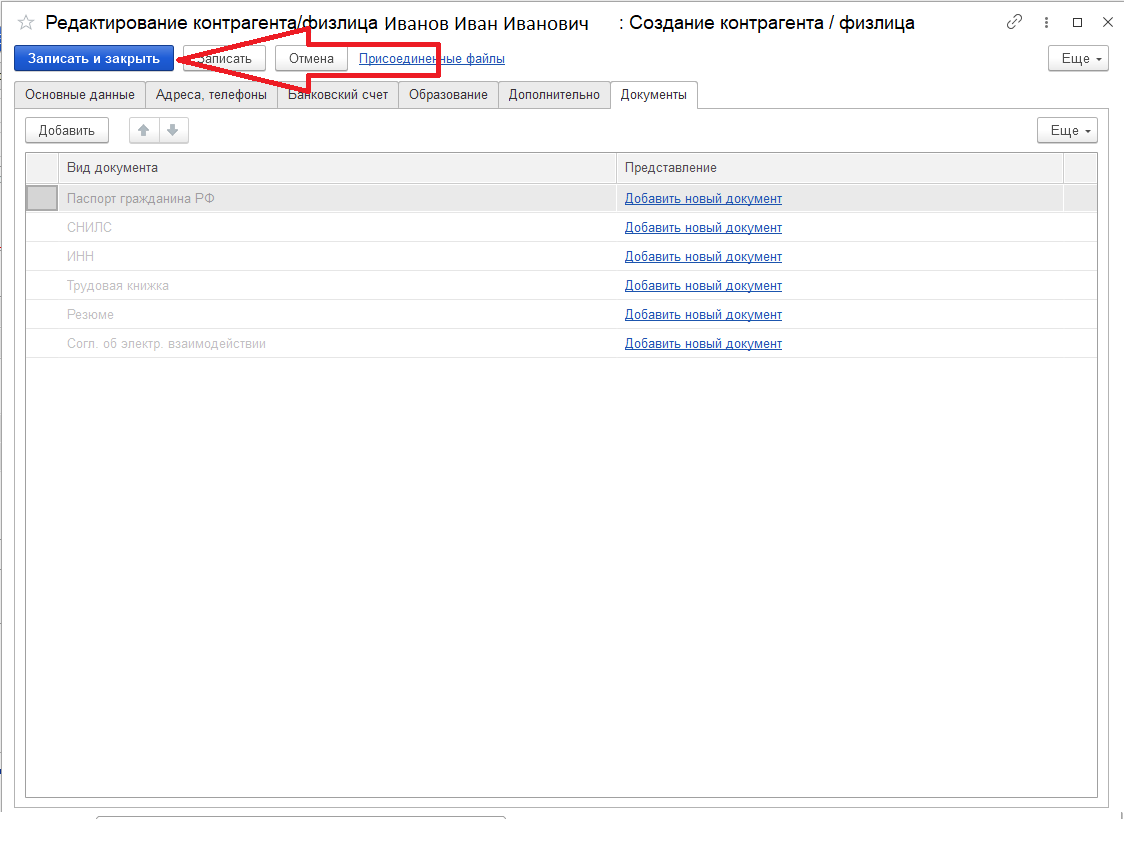 Редактирование контрагента/физлица Иванов Иван Иванович : Создание контрагента / физлица
Записать и закрыть Записать Отмена Присоединенные файлы Еще
Основные данные Адреса, телефоны Банковский счет Образование Дополнительно Документы
Добавить Еще
Вид документа Представление
Паспорт гражданина РФ Добавить новый документ
СНИЛС Добавить новый документ
ИНН Добавить новый документ
Трудовая книжка Добавить новый документ
Резюме Добавить новый документ
Согл. об электр. взаимодействии Добавить новый документ